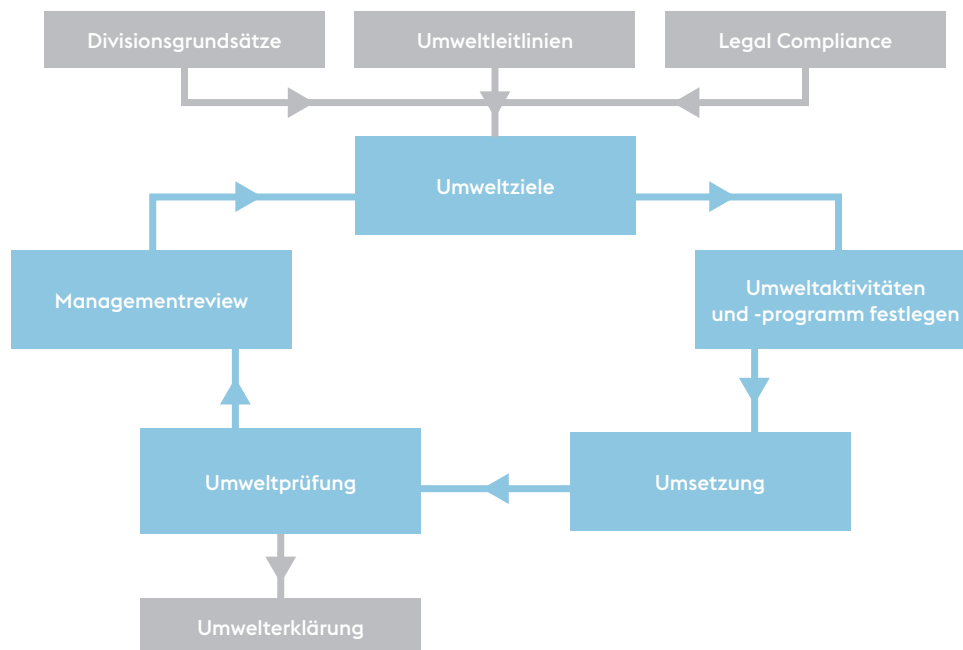 Divisionsgrundsätze
Umweltleitlinien
Legal Compliance
Umweltziele
Managementreview
Umweltaktivitäten
und -programm festlegen
Umweltprüfung
Umsetzung
Umwelterklärung